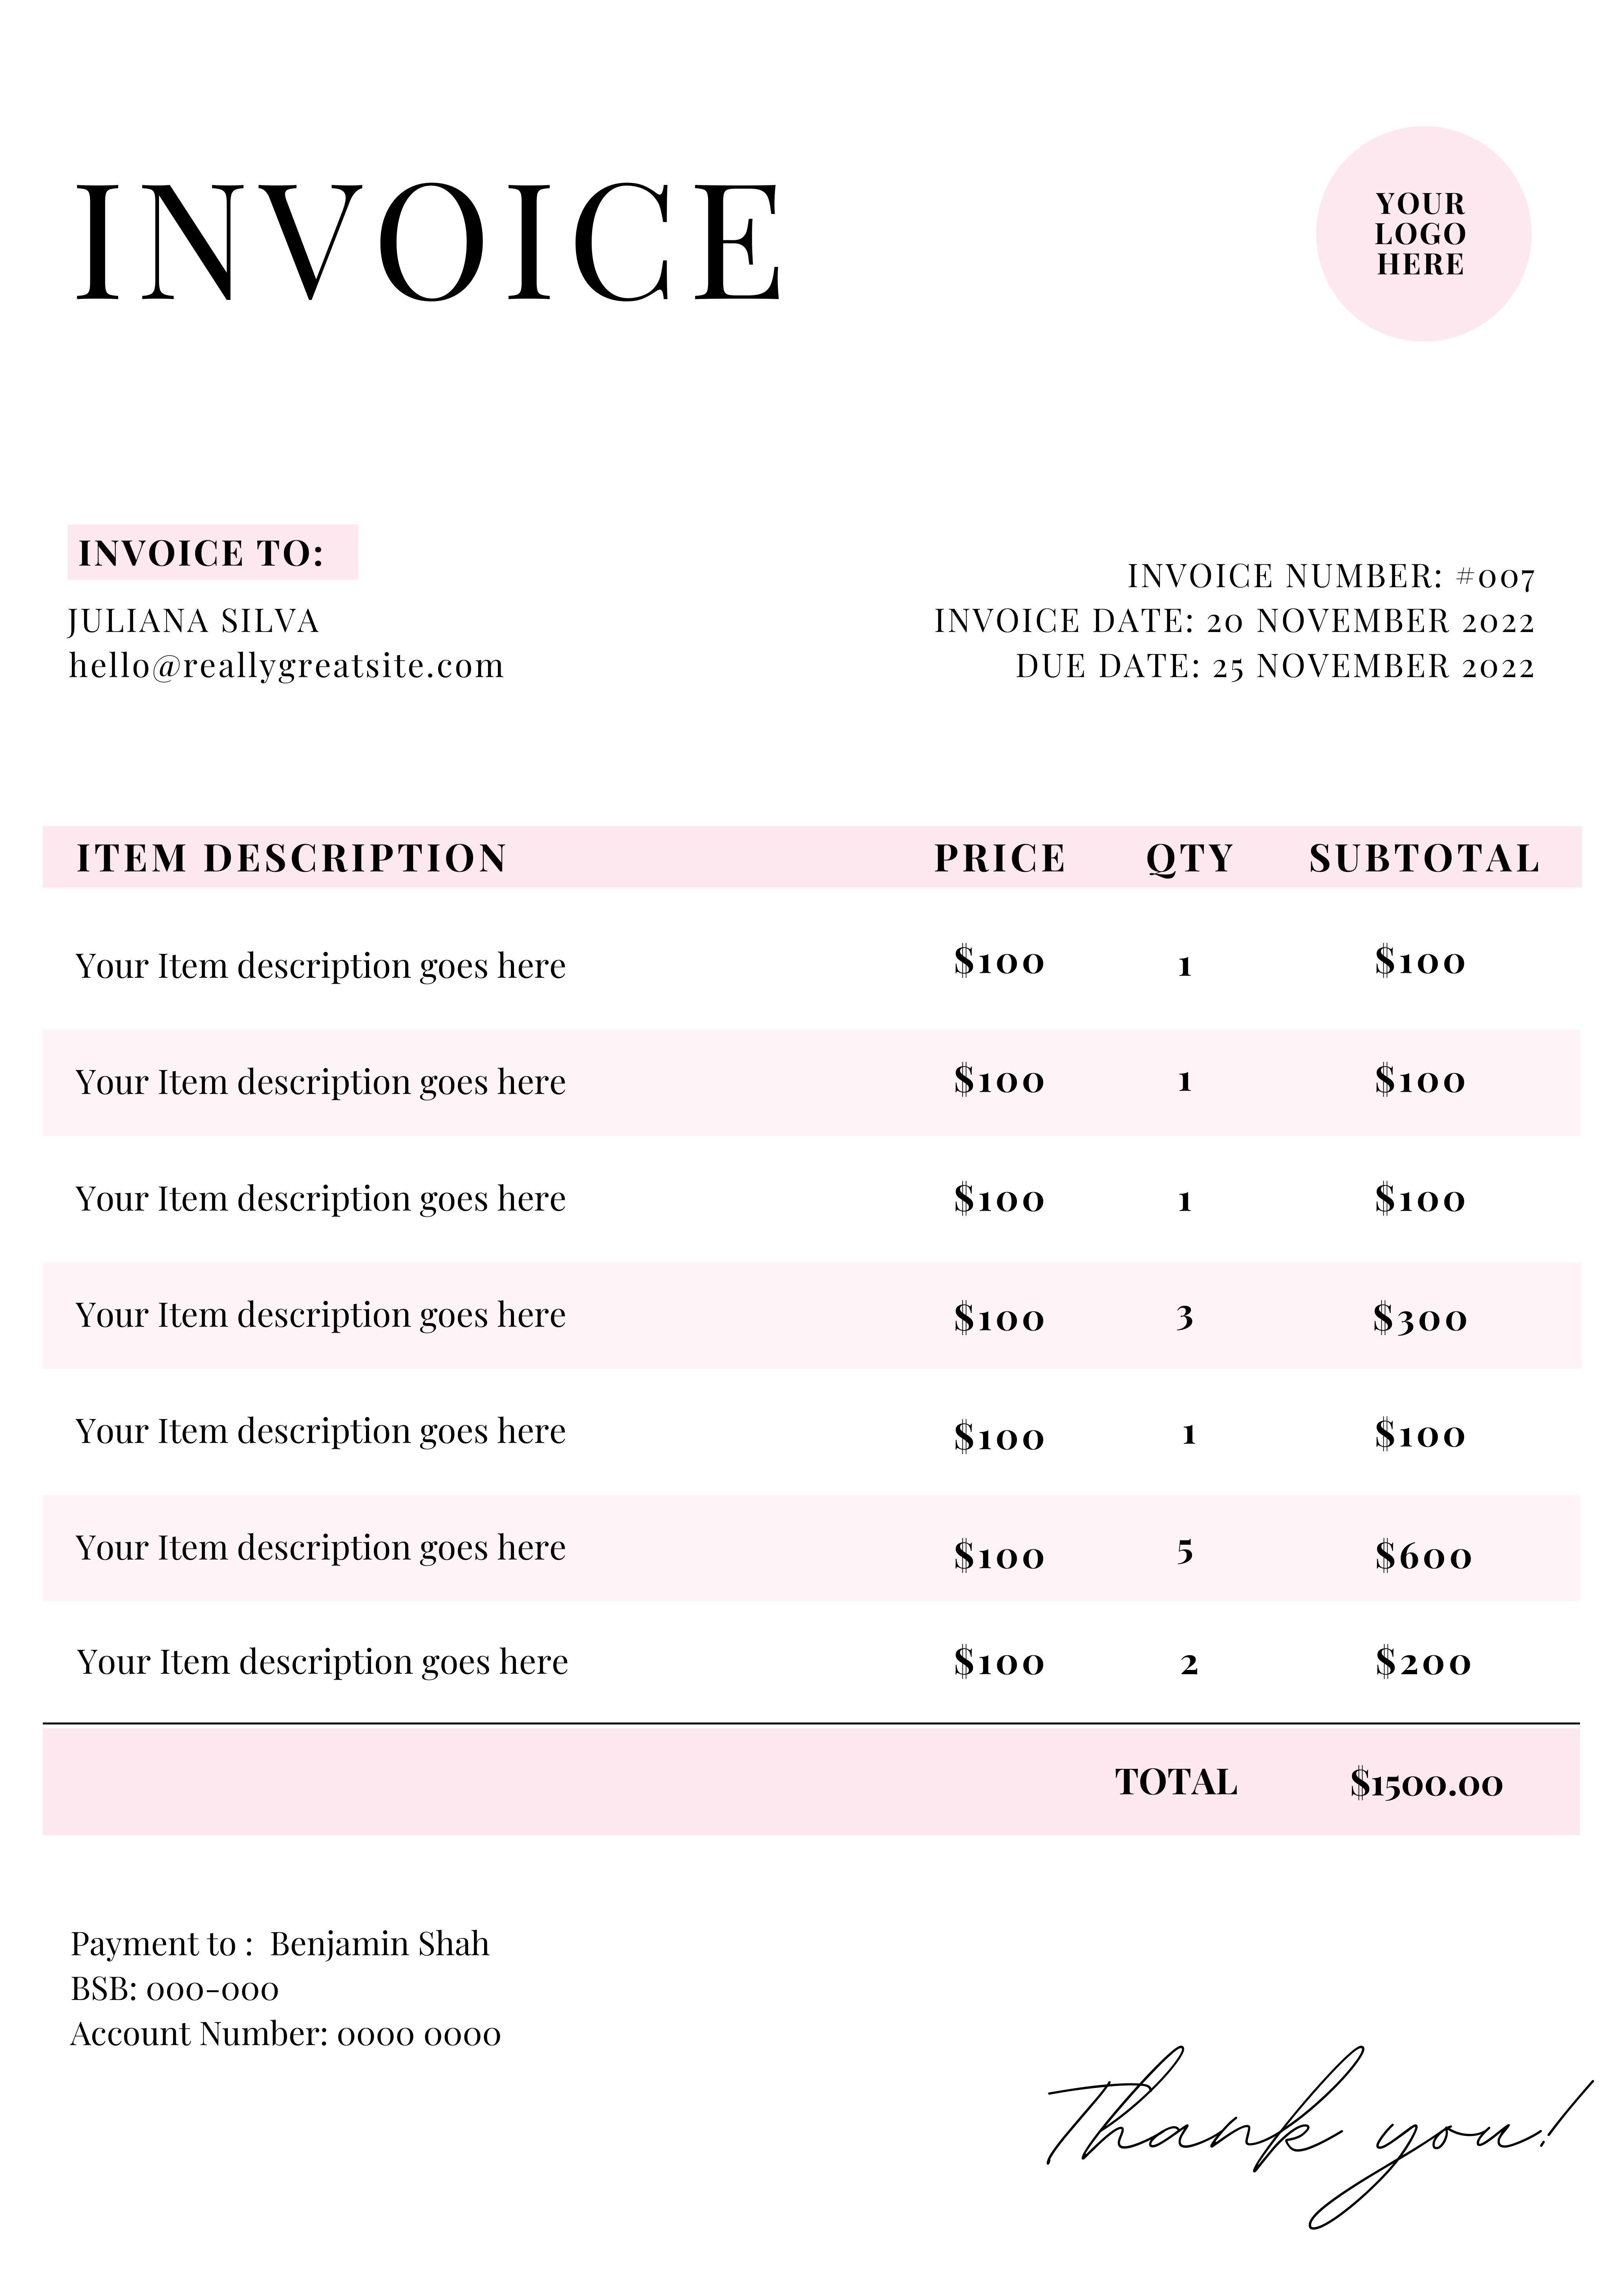 INVOICE
YOUR
LOGO
HERE
INVOICE TO:
JULIANA SILVA
hello@reallygreatsite.com
INVOICE NUMBER: #007
INVOICE DATE: 20 NOVEMBER 2022
DUE DATE: 25 NOVEMBER 2022
ITEM DESCRIPTION PRICE QTY SUBTOTAL
Your Item description goes here $100 1 $100
Your Item description goes here $100 1 $100
Your Item description goes here $100 1 $100
Your Item description goes here $100 3 $300
Your Item description goes here $100 1 $100
Your Item description goes here $100 5 $600
Your Item description goes here $100 2 $200
TOTAL $1500.00
Payment to : Benjamin Shah
BSB: 000-000
Account Number: 0000 0000
Thank you!